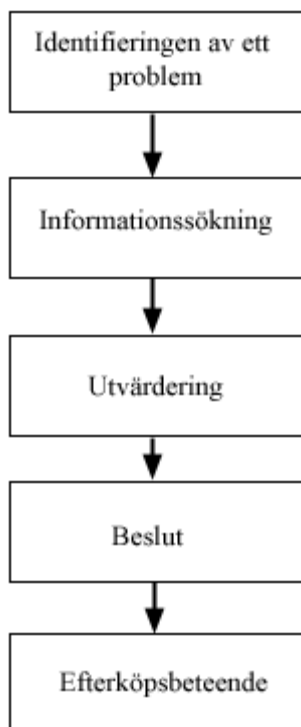 Identifieringen av ett
problem
Informationssökning
Utvärdering
Beslut
Efterköpsbeteende